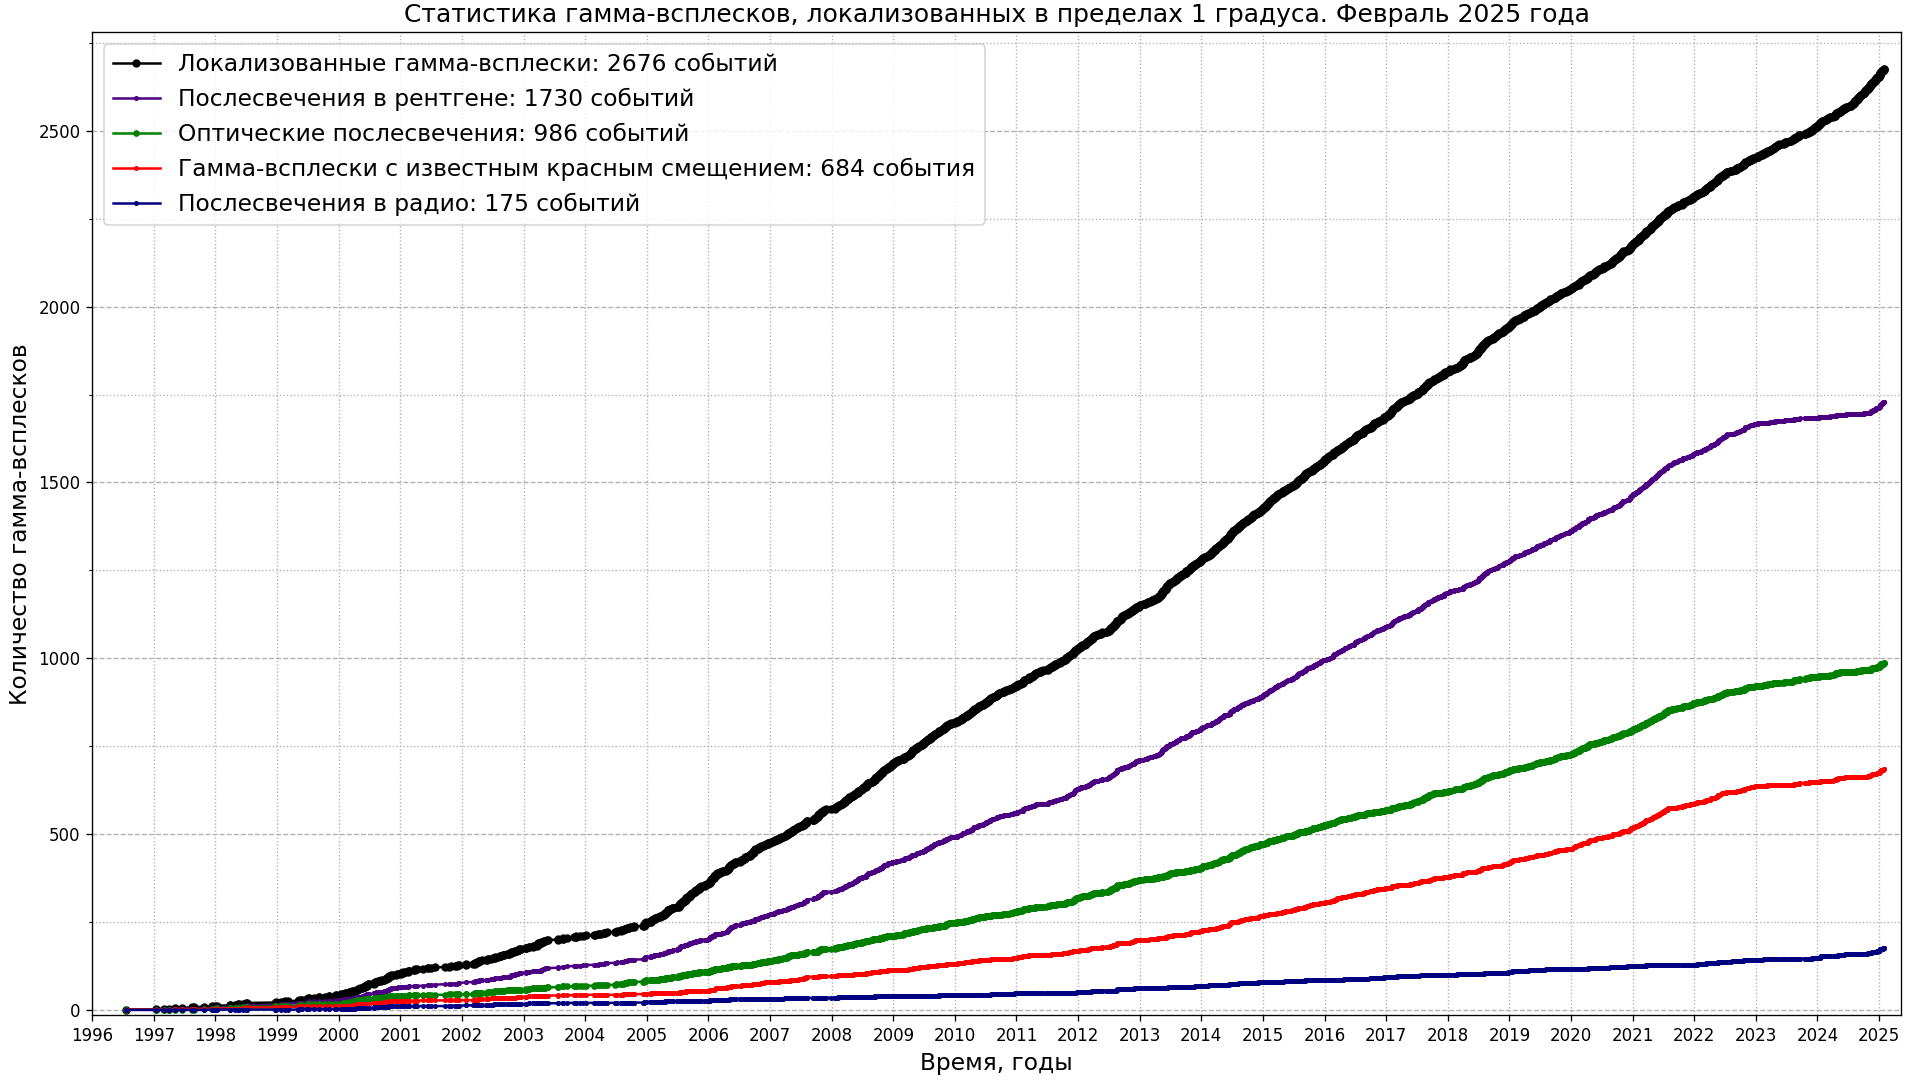 Статистика гамма-всплесков, локализованных в пределах 1 градуса. Февраль 2025 года
Локализованные гамма-всплески: 2676 событий
Послесвечения в рентгене: 1730 событий
Оптические послесвечения: 986 событий
Гамма-всплески с известным красным смещением: 684 события
Послесвечения в радио: 175 событий
Количество гамма-всплесков
2500
2000
1500
1000
500
0
1996 1997 1998 1999 2000 2001 2002 2003 2004 2005 2006 2007 2008 2009 2010 2011 2012 2013 2014 2015 2016 2017 2018 2019 2020 2021 2022 2023 2024 2025
Время, годы